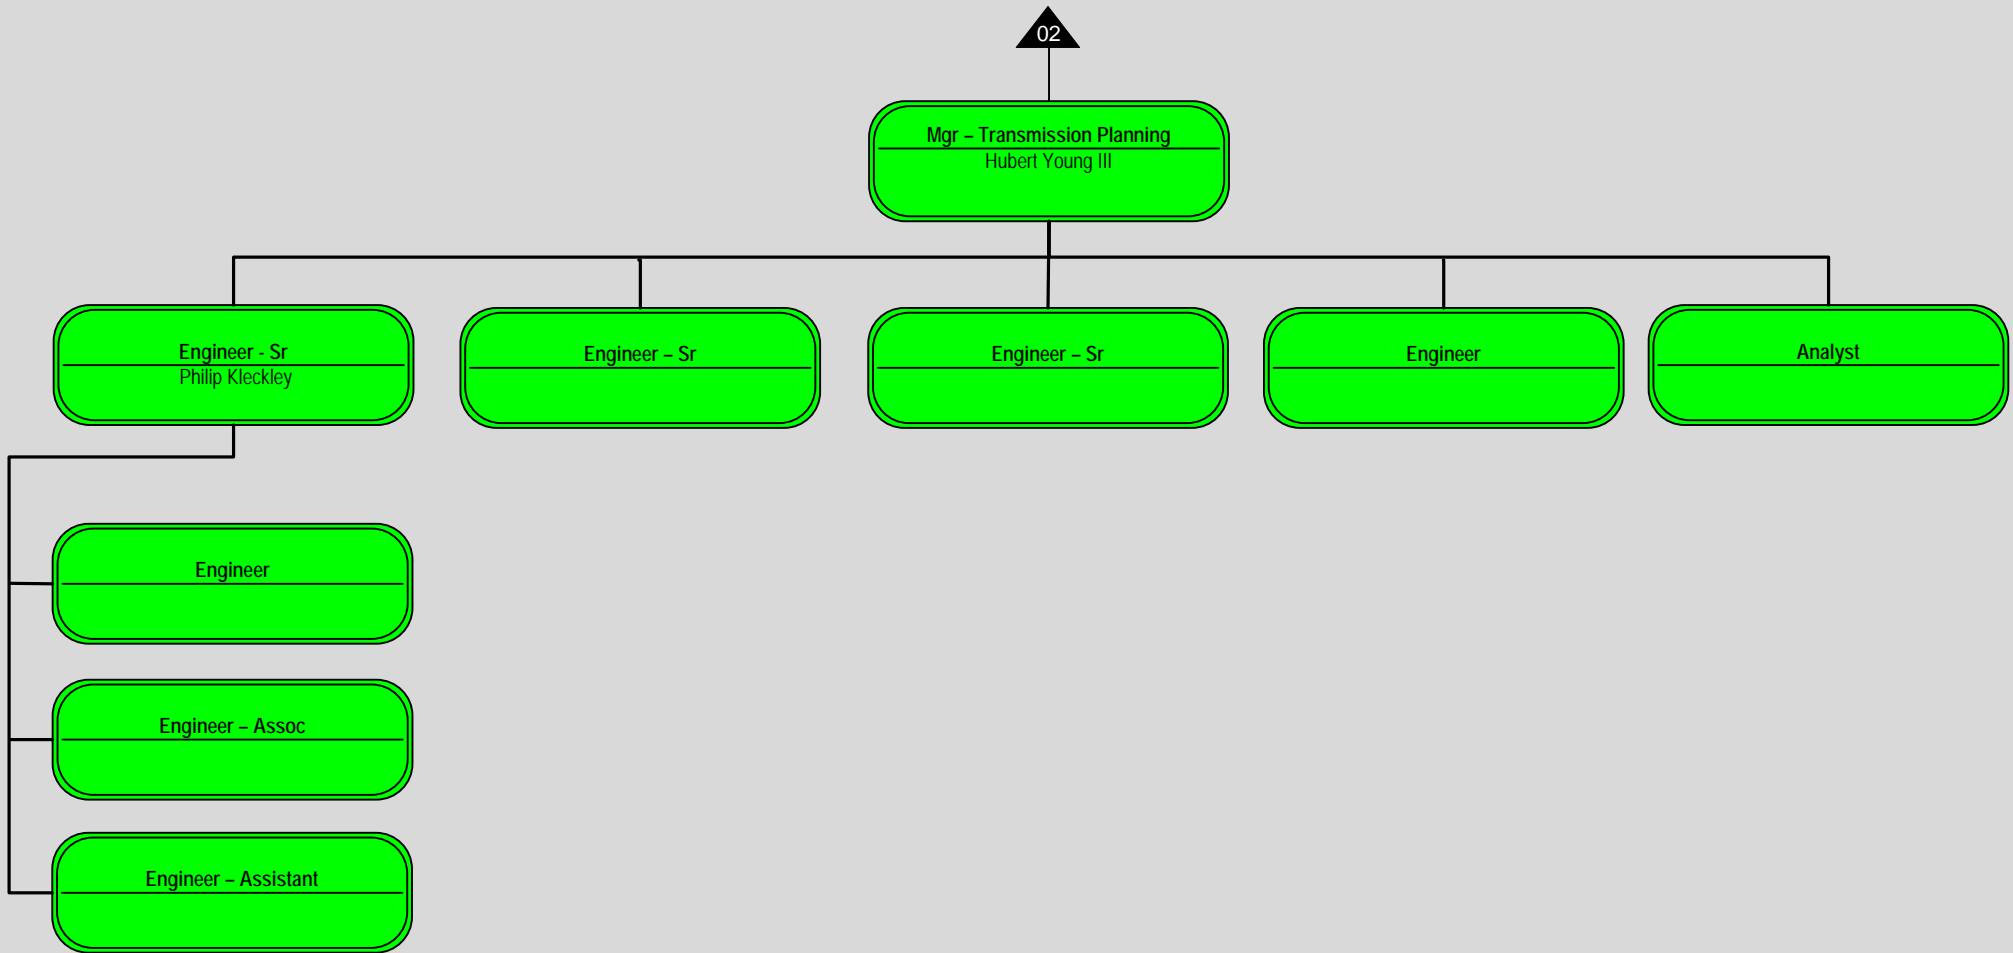 02
Mgr – Transmission Planning
Hubert Young III
Engineer - Sr
Philip Kleckley
Engineer – Sr
Engineer – Sr
Engineer
Analyst
Engineer
Engineer – Assoc
Engineer – Assistant